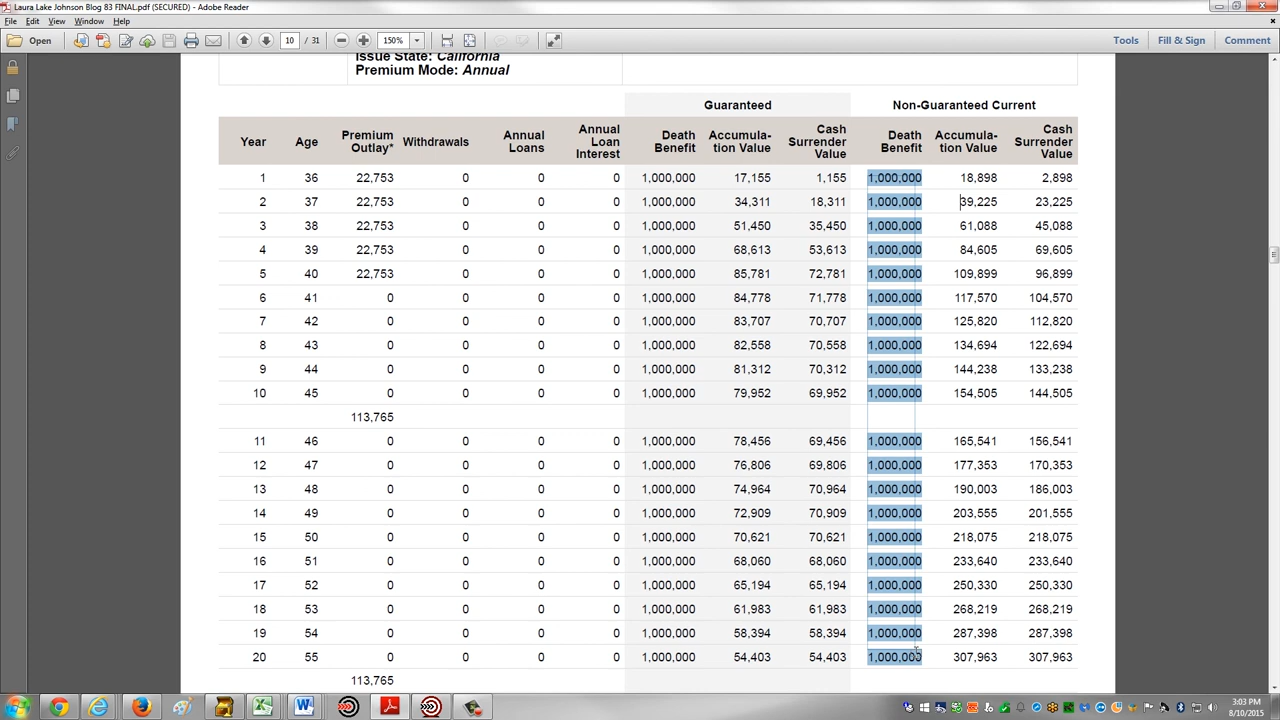 Laura Lake Johnson Blog 83 FINAL.pdf (SECURED) - Adobe Reader
File Edit View Window Help
Open 10 / 31 150% Tools Fill & Sign Comment
Issue State: California
Premium Mode: Annual
Guaranteed Non-Guaranteed Current
Year Age Premium Outlay* Withdrawals Annual Loans Annual Loan Interest Death Benefit Accumula-tion Value Cash Surrender Value Death Benefit Accumula-tion Value Cash Surrender Value
1 36 22,753 0 0 0 1,000,000 17,155 1,155 1,000,000 18,898 2,898
2 37 22,753 0 0 0 1,000,000 34,311 18,311 1,000,000 39,225 23,225
3 38 22,753 0 0 0 1,000,000 51,450 35,450 1,000,000 61,088 45,088
4 39 22,753 0 0 0 1,000,000 68,613 53,613 1,000,000 84,605 69,605
5 40 22,753 0 0 0 1,000,000 85,781 72,781 1,000,000 109,899 96,899
6 41 0 0 0 0 1,000,000 84,778 71,778 1,000,000 117,570 104,570
7 42 0 0 0 0 1,000,000 83,707 70,707 1,000,000 125,820 112,820
8 43 0 0 0 0 1,000,000 82,558 70,558 1,000,000 134,694 122,694
9 44 0 0 0 0 1,000,000 81,312 70,312 1,000,000 144,238 133,238
10 45 0 0 0 0 1,000,000 79,952 69,952 1,000,000 154,505 144,505
113,765
11 46 0 0 0 0 1,000,000 78,456 69,456 1,000,000 165,541 156,541
12 47 0 0 0 0 1,000,000 76,806 69,806 1,000,000 177,353 170,353
13 48 0 0 0 0 1,000,000 74,964 70,964 1,000,000 190,003 186,003
14 49 0 0 0 0 1,000,000 72,909 70,909 1,000,000 203,555 201,555
15 50 0 0 0 0 1,000,000 70,621 70,621 1,000,000 218,075 218,075
16 51 0 0 0 0 1,000,000 68,060 68,060 1,000,000 233,640 233,640
17 52 0 0 0 0 1,000,000 65,194 65,194 1,000,000 250,330 250,330
18 53 0 0 0 0 1,000,000 61,983 61,983 1,000,000 268,219 268,219
19 54 0 0 0 0 1,000,000 58,394 58,394 1,000,000 287,398 287,398
20 55 0 0 0 0 1,000,000 54,403 54,403 1,000,000 307,963 307,963
113,765
3:03 PM
8/10/2015